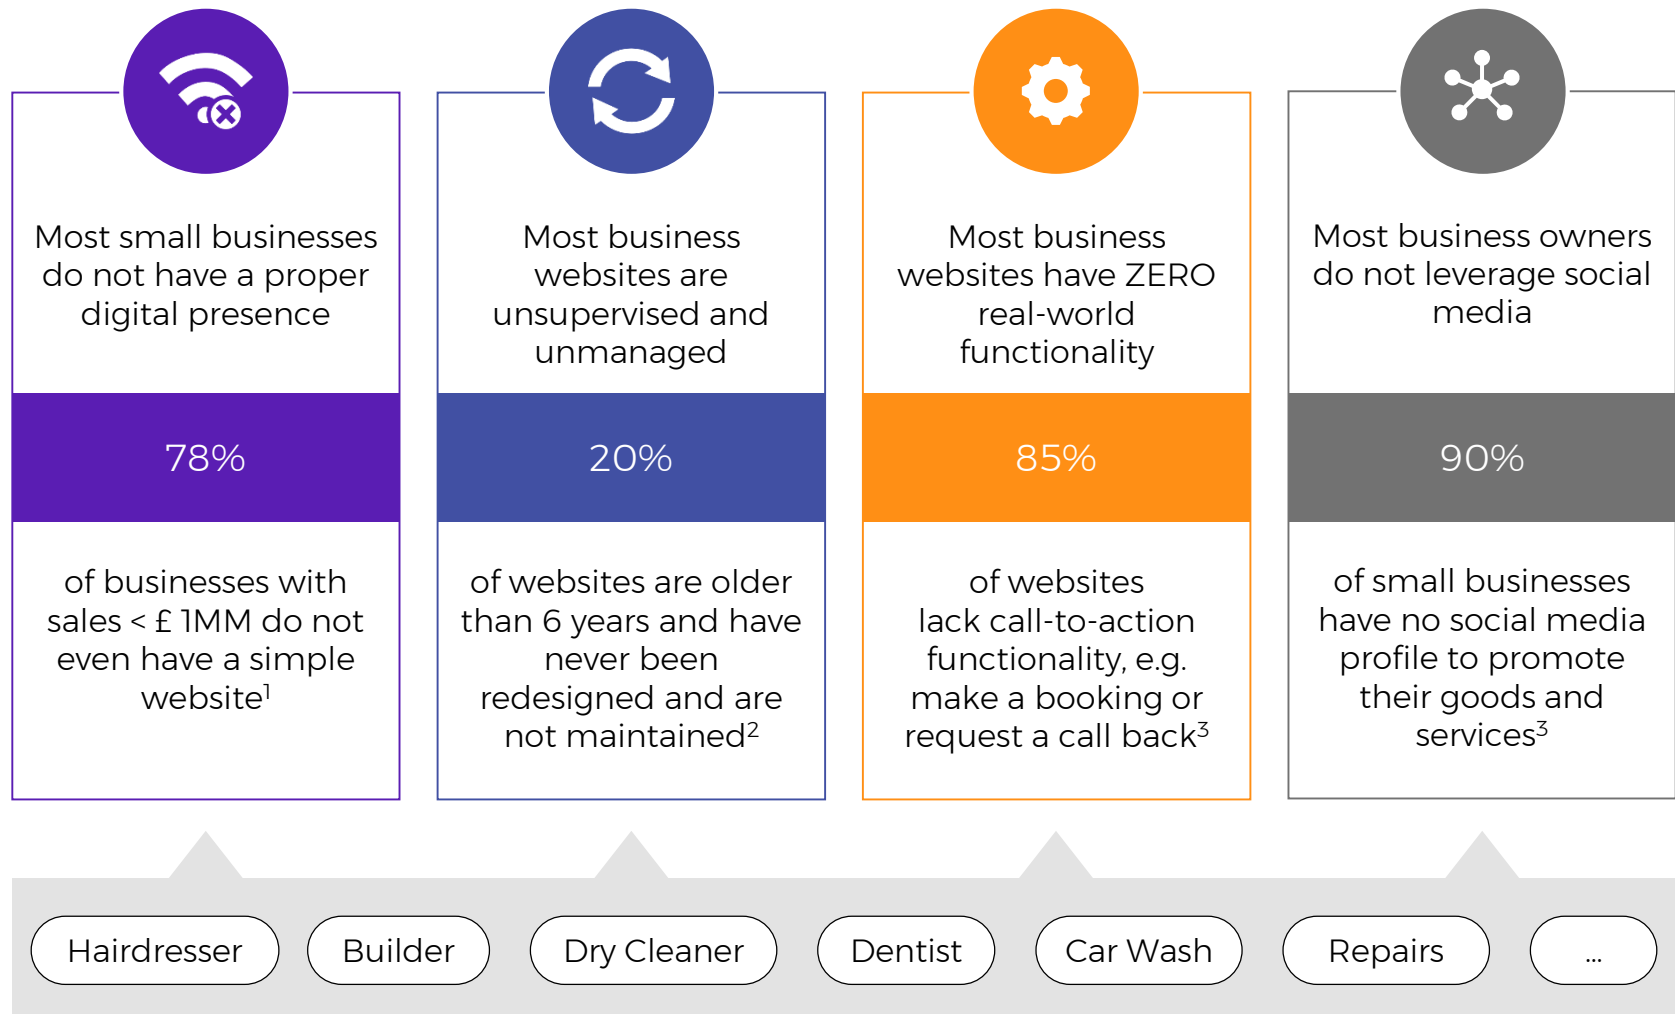 Most small businesses
do not have a proper
digital presence
78%
of businesses with
sales < £ 1MM do not
even have a simple
website¹
Most business
websites are
unsupervised and
unmanaged
20%
of websites are older
than 6 years and have
never been
redesigned and are
not maintained²
Most business
websites have ZERO
real-world
functionality
85%
of websites
lack call-to-action
functionality, e.g.
make a booking or
request a call back³
Most business owners
do not leverage social
media
90%
of small businesses
have no social media
profile to promote
their goods and
services³
Hairdresser
Builder
Dry Cleaner
Dentist
Car Wash
Repairs
...